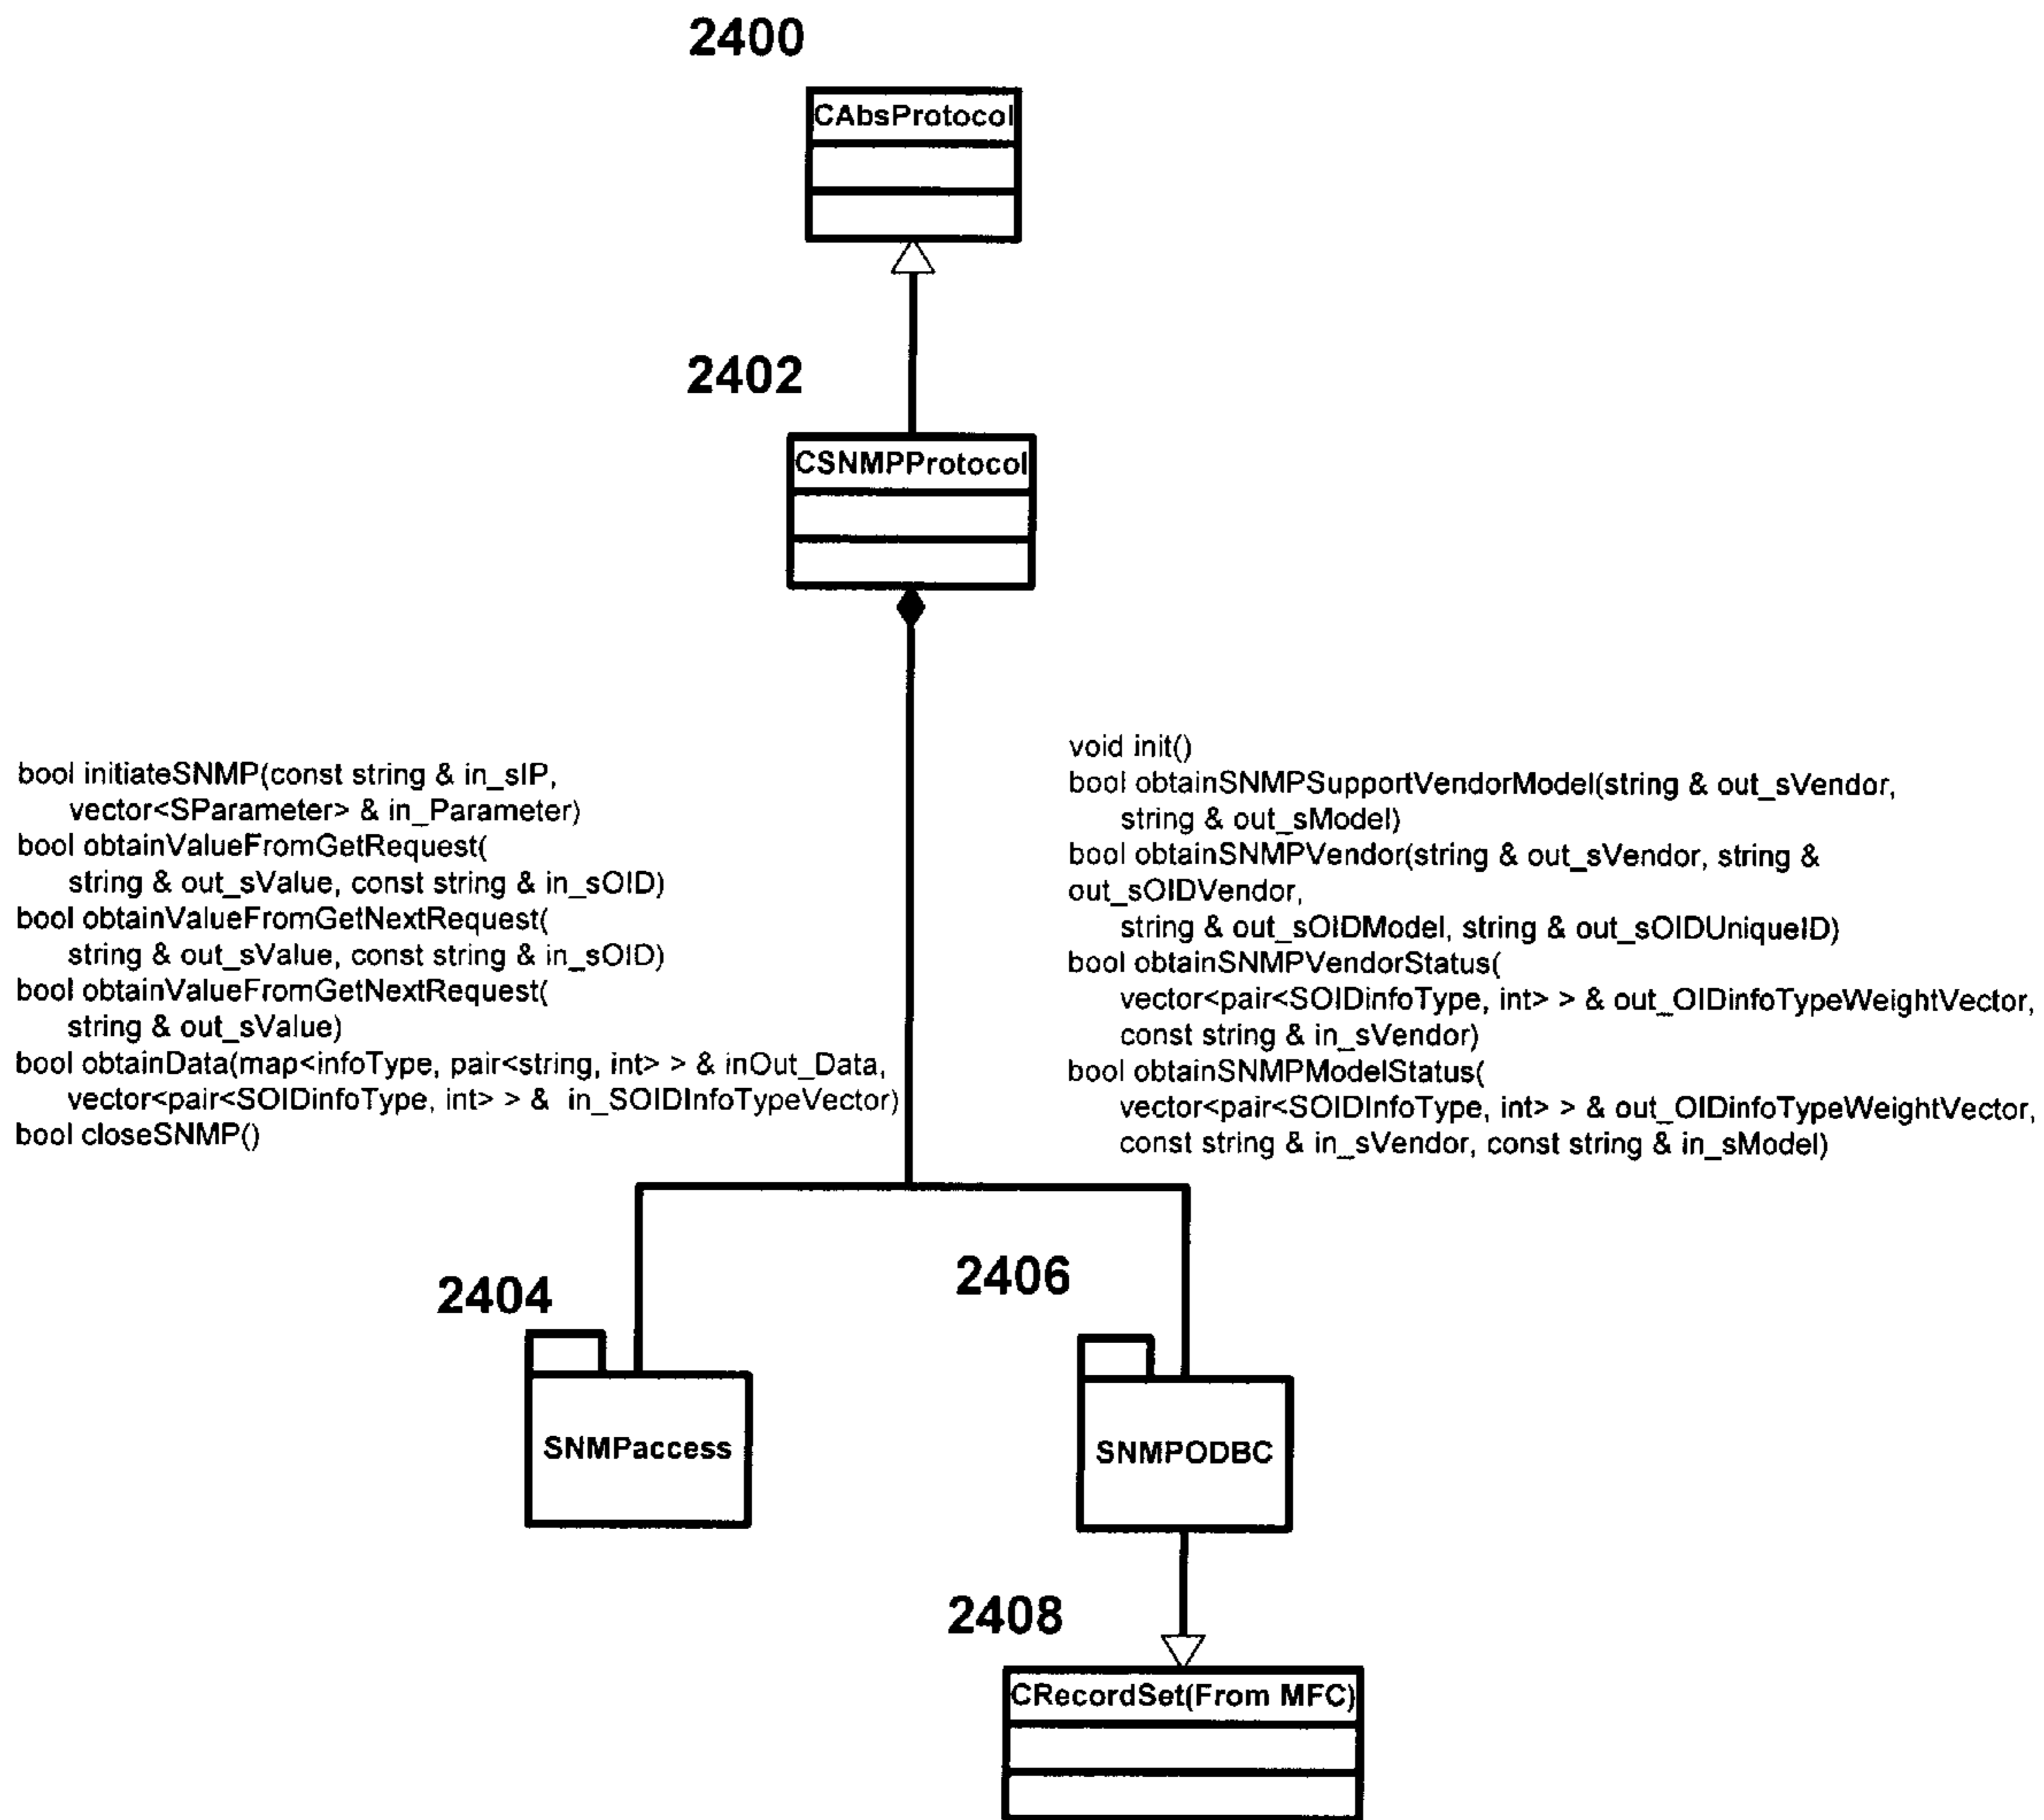 2400
CAbsProtocol
2402
CSNMPProtocol
bool initiateSNMP(const string & in_sIP,
vector<SParameter> & in_Parameter)
bool obtainValueFromGetRequest(
string & out_sValue, const string & in_sOID)
bool obtainValueFromGetNextRequest(
string & out_sValue, const string & in_sOID)
bool obtainValueFromGetNextRequest(
string & out_sValue)
bool obtainData(map<infoType, pair<string, int> > & inOut_Data,
vector<pair<SOIDinfoType, int> > & in_SOIDInfoTypeVector)
bool closeSNMP()
void init()
bool obtainSNMPSupportVendorModel(string & out_sVendor,
string & out_sModel)
bool obtainSNMPVendor(string & out_sVendor, string &
out_sOIDVendor,
string & out_sOIDModel, string & out_sOIDUniqueID)
bool obtainSNMPVendorStatus(
vector<pair<SOIDinfoType, int> > & out_OIDinfoTypeWeightVector,
const string & in_sVendor)
bool obtainSNMPModelStatus(
vector<pair<SOIDInfoType, int> > & out_OIDinfoTypeWeightVector,
const string & in_sVendor, const string & in_sModel)
2404
SNMPaccess
2406
SNMPODBC
2408
CRecordSet(From MFC)